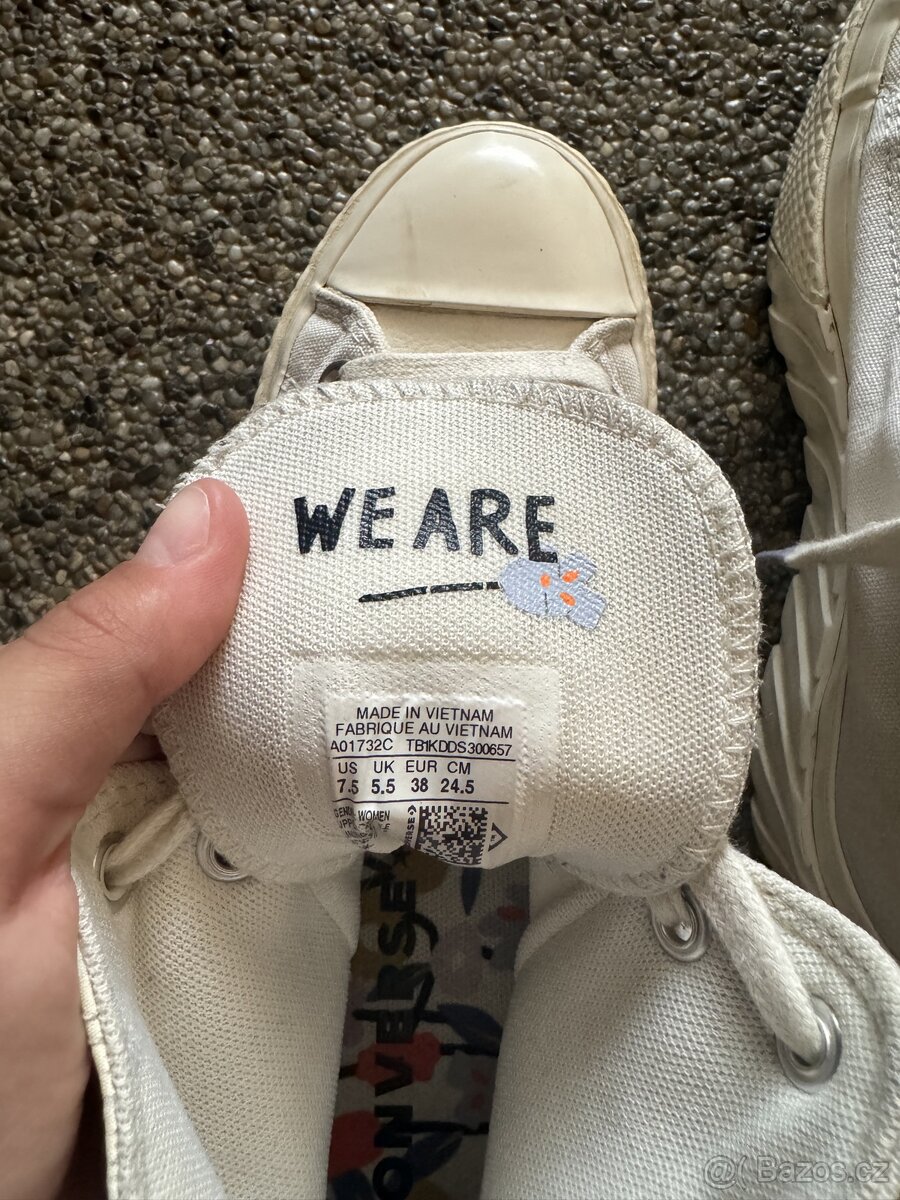 WE ARE
MADE IN VIETNAM
FABRIQUE AU VIETNAM
A01732C TB1KDDS300657
US UK EUR CM
7.5 5.5 38 24.5
WOMEN
CONVERSE
Bazos.cz